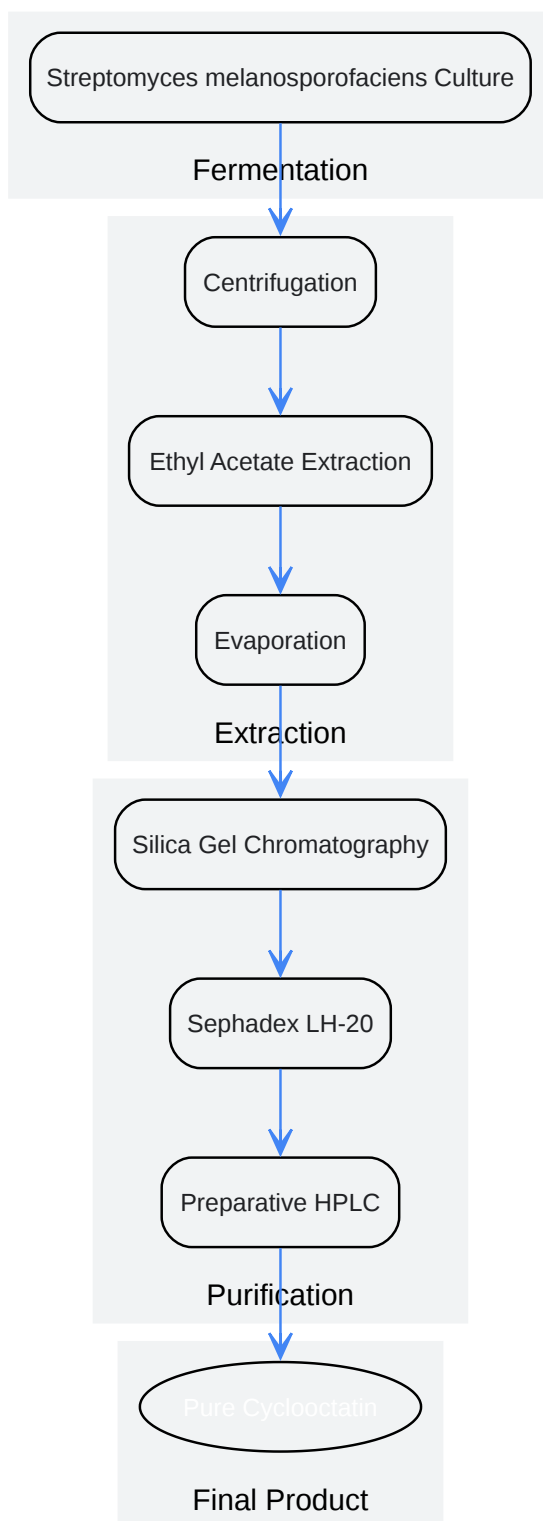 Streptomyces melanosporofaciens Culture
Fermentation
Centrifugation
Ethyl Acetate Extraction
Evaporation
Extraction
Silica Gel Chromatography
Sephadex LH-20
Preparative HPLC
Purification
Pure Cyclooctatin
Final Product